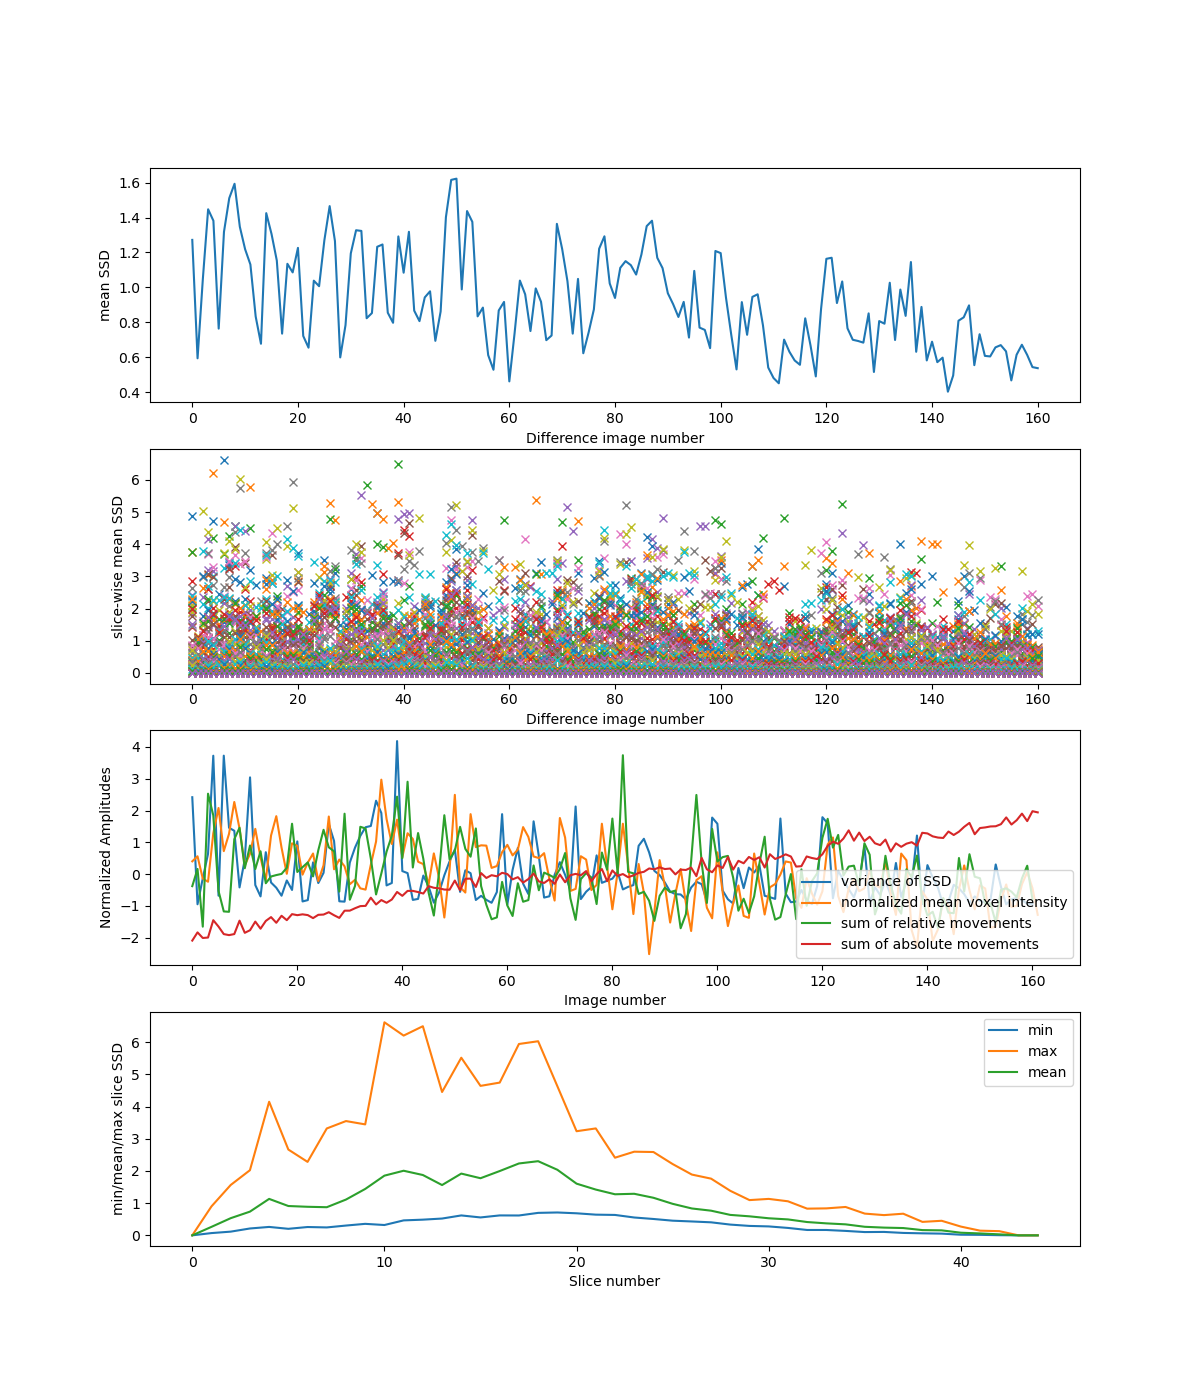 mean SSD
1.6
1.4
1.2
1.0
0.8
0.6
0.4
0 20 40 60 80 100 120 140 160
Difference image number
slice-wise mean SSD
6
5
4
3
2
1
0
0 20 40 60 80 100 120 140 160
Difference image number
Normalized Amplitudes
4
3
2
1
0
−1
−2
variance of SSD
normalized mean voxel intensity
sum of relative movements
sum of absolute movements
0 20 40 60 80 100 120 140 160
Image number
min/mean/max slice SSD
6
5
4
3
2
1
0
min
max
mean
0 10 20 30 40
Slice number